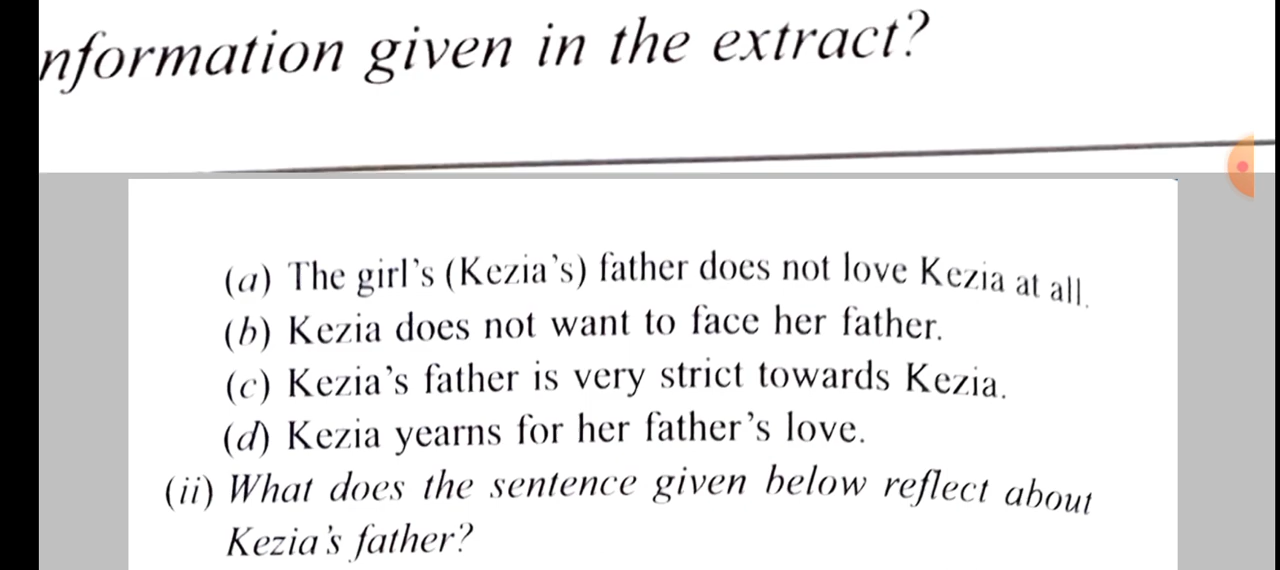 nformation given in the extract?
(a) The girl's (Kezia's) father does not love Kezia at all.
(b) Kezia does not want to face her father.
(c) Kezia's father is very strict towards Kezia.
(d) Kezia yearns for her father's love.
(ii) What does the sentence given below reflect about
Kezia's father?